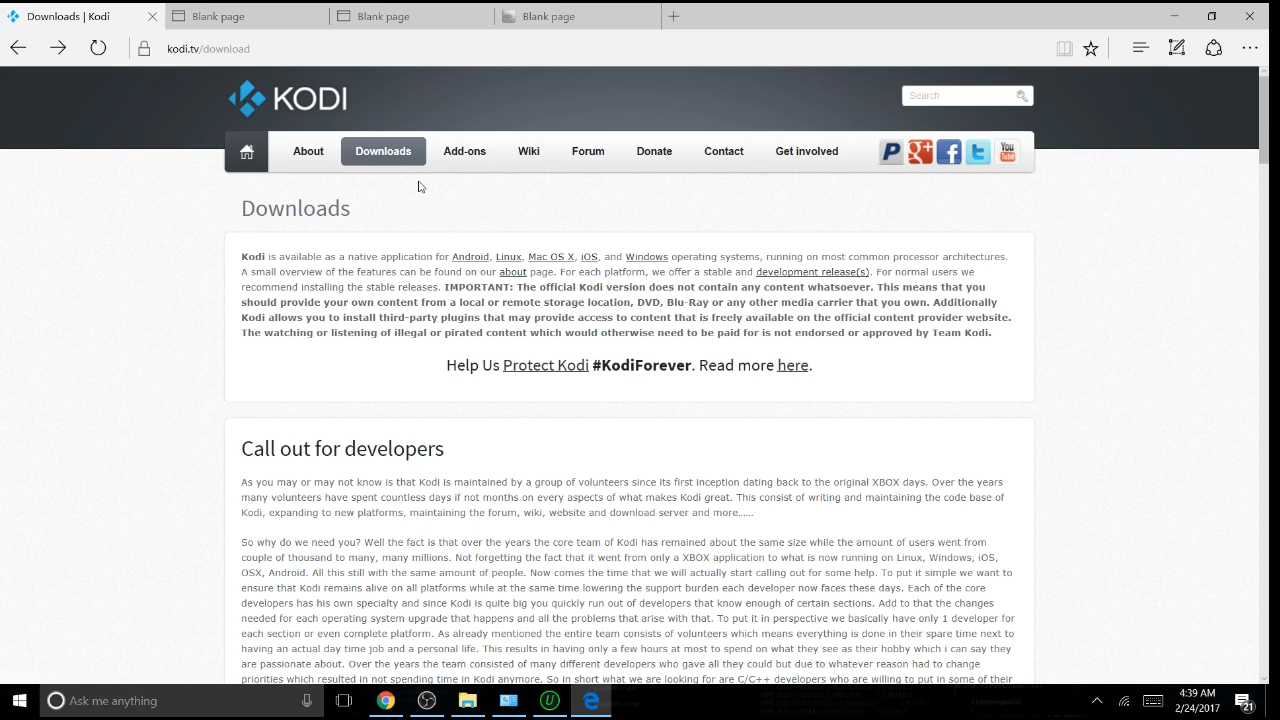 Downloads | Kodi
Blank page
Blank page
Blank page
kodi.tv/download
KODI
Search
About
Downloads
Add-ons
Wiki
Forum
Donate
Contact
Get involved
You Tube
Downloads
Kodi is available as a native application for Android, Linux, Mac OS X, iOS, and Windows operating systems, running on most common processor architectures.
A small overview of the features can be found on our about page. For each platform, we offer a stable and development release(s). For normal users we
recommend installing the stable releases. IMPORTANT: The official Kodi version does not contain any content whatsoever. This means that you
should provide your own content from a local or remote storage location, DVD, Blu-Ray or any other media carrier that you own. Additionally
Kodi allows you to install third-party plugins that may provide access to content that is freely available on the official content provider website.
The watching or listening of illegal or pirated content which would otherwise need to be paid for is not endorsed or approved by Team Kodi.
Help Us Protect Kodi #KodiForever. Read more here.
Call out for developers
As you may or may not know is that Kodi is maintained by a group of volunteers since its first inception dating back to the original XBOX days. Over the years
many volunteers have spent countless days if not months on every aspects of what makes Kodi great. This consist of writing and maintaining the code base of
Kodi, expanding to new platforms, maintaining the forum, wiki, website and download server and more......
So why do we need you? Well the fact is that over the years the core team of Kodi has remained about the same size while the amount of users went from
couple of thousand to many, many millions. Not forgetting the fact that it went from only a XBOX application to what is now running on Linux, Windows, iOS,
OSX, Android. All this still with the same amount of people. Now comes the time that we will actually start calling out for some help. To put it simple we want to
ensure that Kodi remains alive on all platforms while at the same time lowering the support burden each developer now faces these days. Each of the core
developers has his own specialty and since Kodi is quite big you quickly run out of developers that know enough of certain sections. Add to that the changes
needed for each operating system upgrade that happens and all the problems that arise with that. To put it in perspective we basically have only 1 developer for
each section or even complete platform. As already mentioned the entire team consists of volunteers which means everything is done in their spare time next to
having an actual day time job and a personal life. This results in having only a few hours at most to spend on what they see as their hobby which i can say they
are passionate about. Over the years the team consisted of many different developers who gave all they could but due to whatever reason had to change
priorities which resulted in not spending time in Kodi anymore. So in short what we are looking for are C/C++ developers who are willing to put in some of their
Ask me anything
4:39 AM
2/24/2017
21